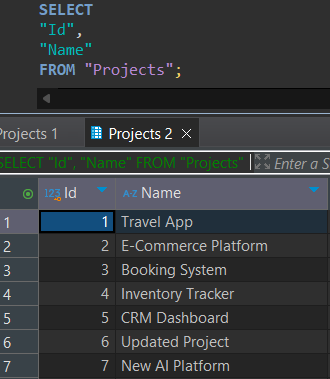 SELECT
"Id",
"Name"
FROM "Projects";
Projects 1
Projects 2
SELECT "Id", "Name" FROM "Projects"
Enter a S
123 Id
A-Z Name
1 1 Travel App
2 2 E-Commerce Platform
3 3 Booking System
4 4 Inventory Tracker
5 5 CRM Dashboard
6 6 Updated Project
7 7 New AI Platform